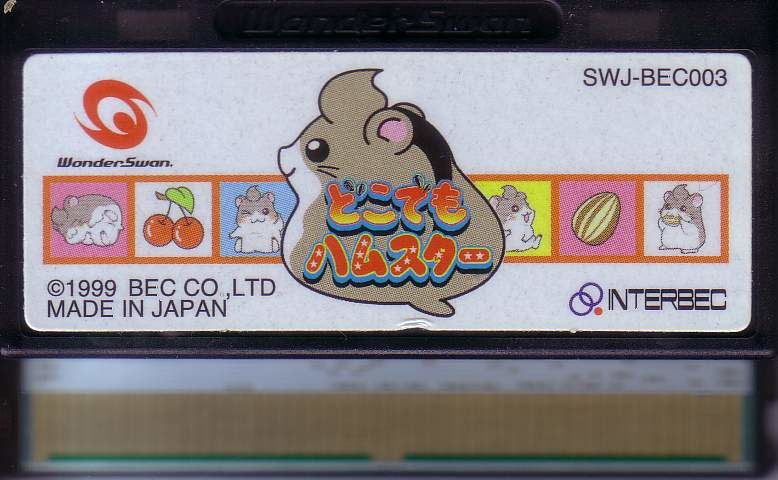 WonderSwan
SWJ-BEC003
WonderSwan.
どこでも
ハムスター
©1999 BEC CO.,LTD
MADE IN JAPAN
INTERBEC